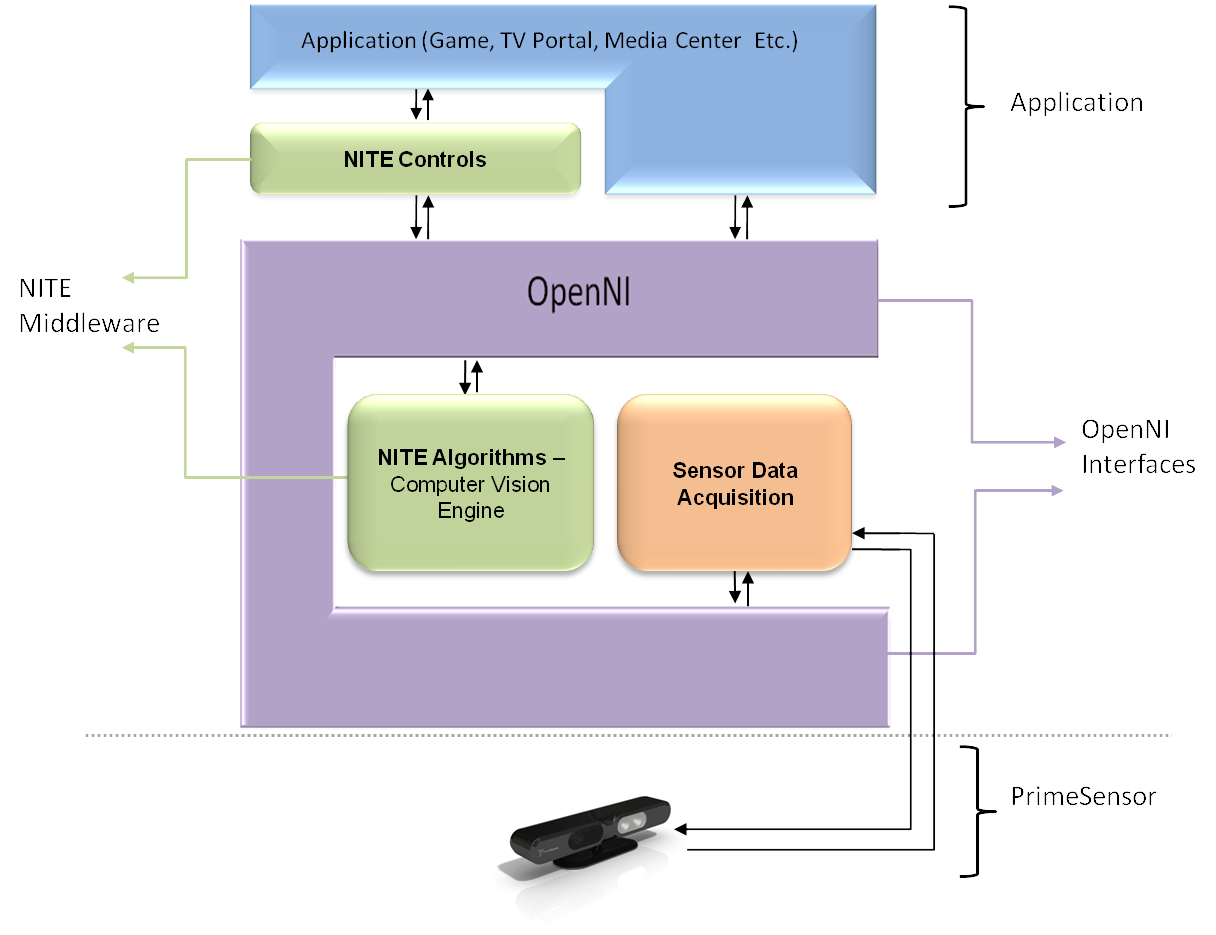 Application (Game, TV Portal, Media Center Etc.)
Application
NITE Controls
NITE
Middleware
OpenNI
NITE Algorithms –
Computer Vision
Engine
Sensor Data
Acquisition
OpenNI
Interfaces
PrimeSensor